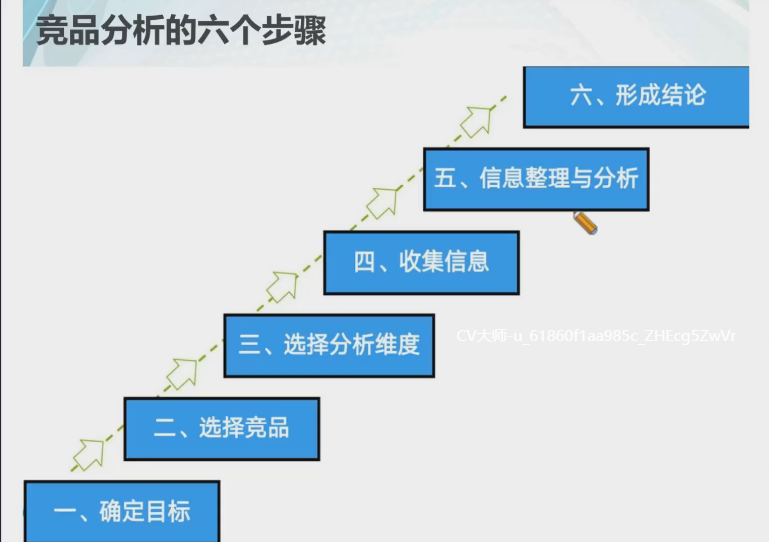 竞品分析的六个步骤
六、形成结论
五、信息整理与分析
四、收集信息
三、选择分析维度
CV大师-u_61860f1aa985c_ZHEcg5ZwVr
二、选择竞品
一、确定目标